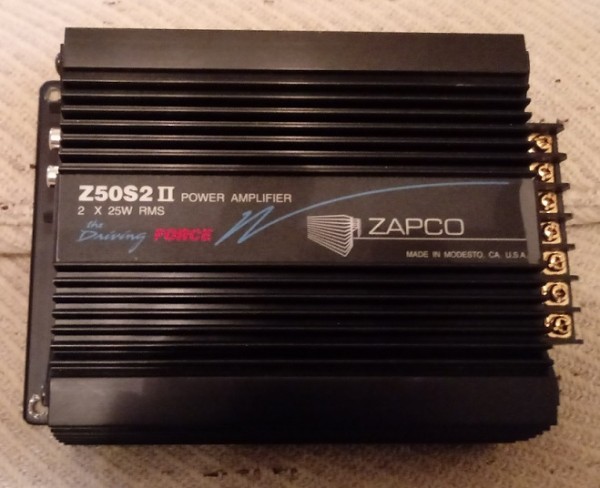 Z50S2 II POWER AMPLIFIER
2 X 25W RMS
the Driving FORCE
ZAPCO
MADE IN MODESTO, CA. U.S.A.